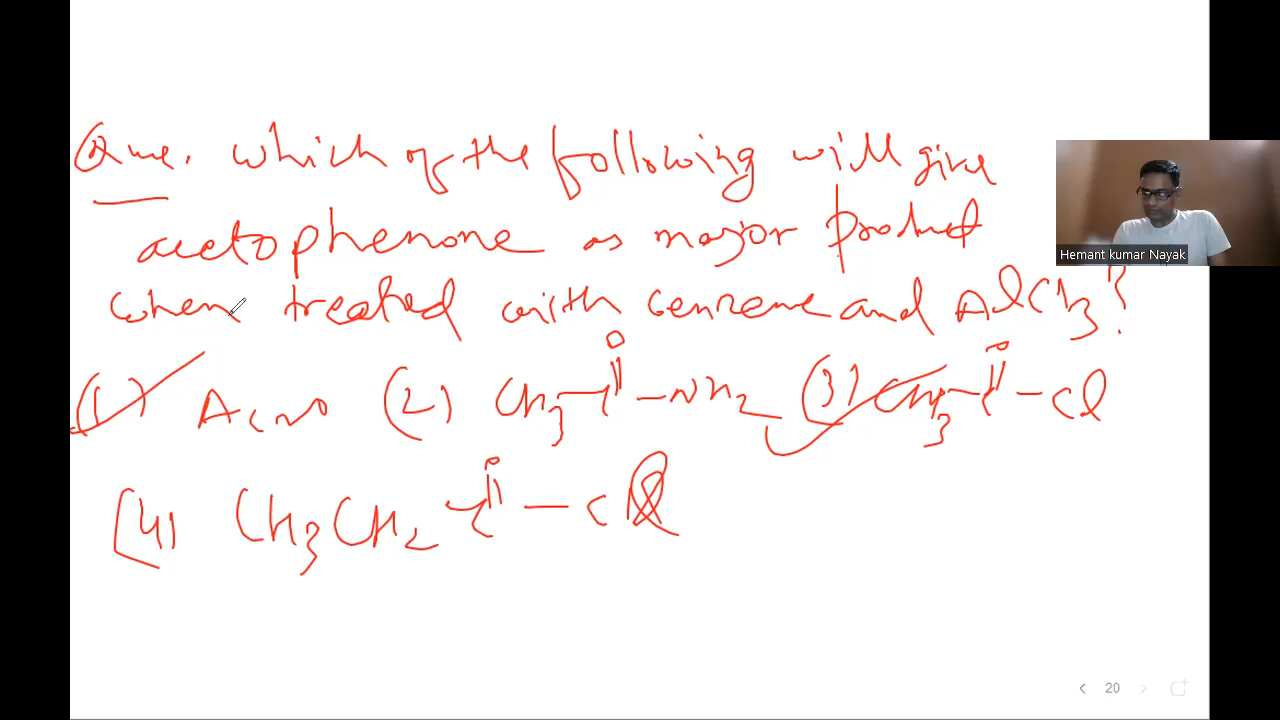 Que. which of the following will give
acetophenone as major product
when treated with benzene and AlCl3?
(1) Ac2O (2) CH3-C-NH2 (3) CH3-C-Cl
O O
O
(4) CH3CH2-C-Cl
Hemant kumar Nayak
20